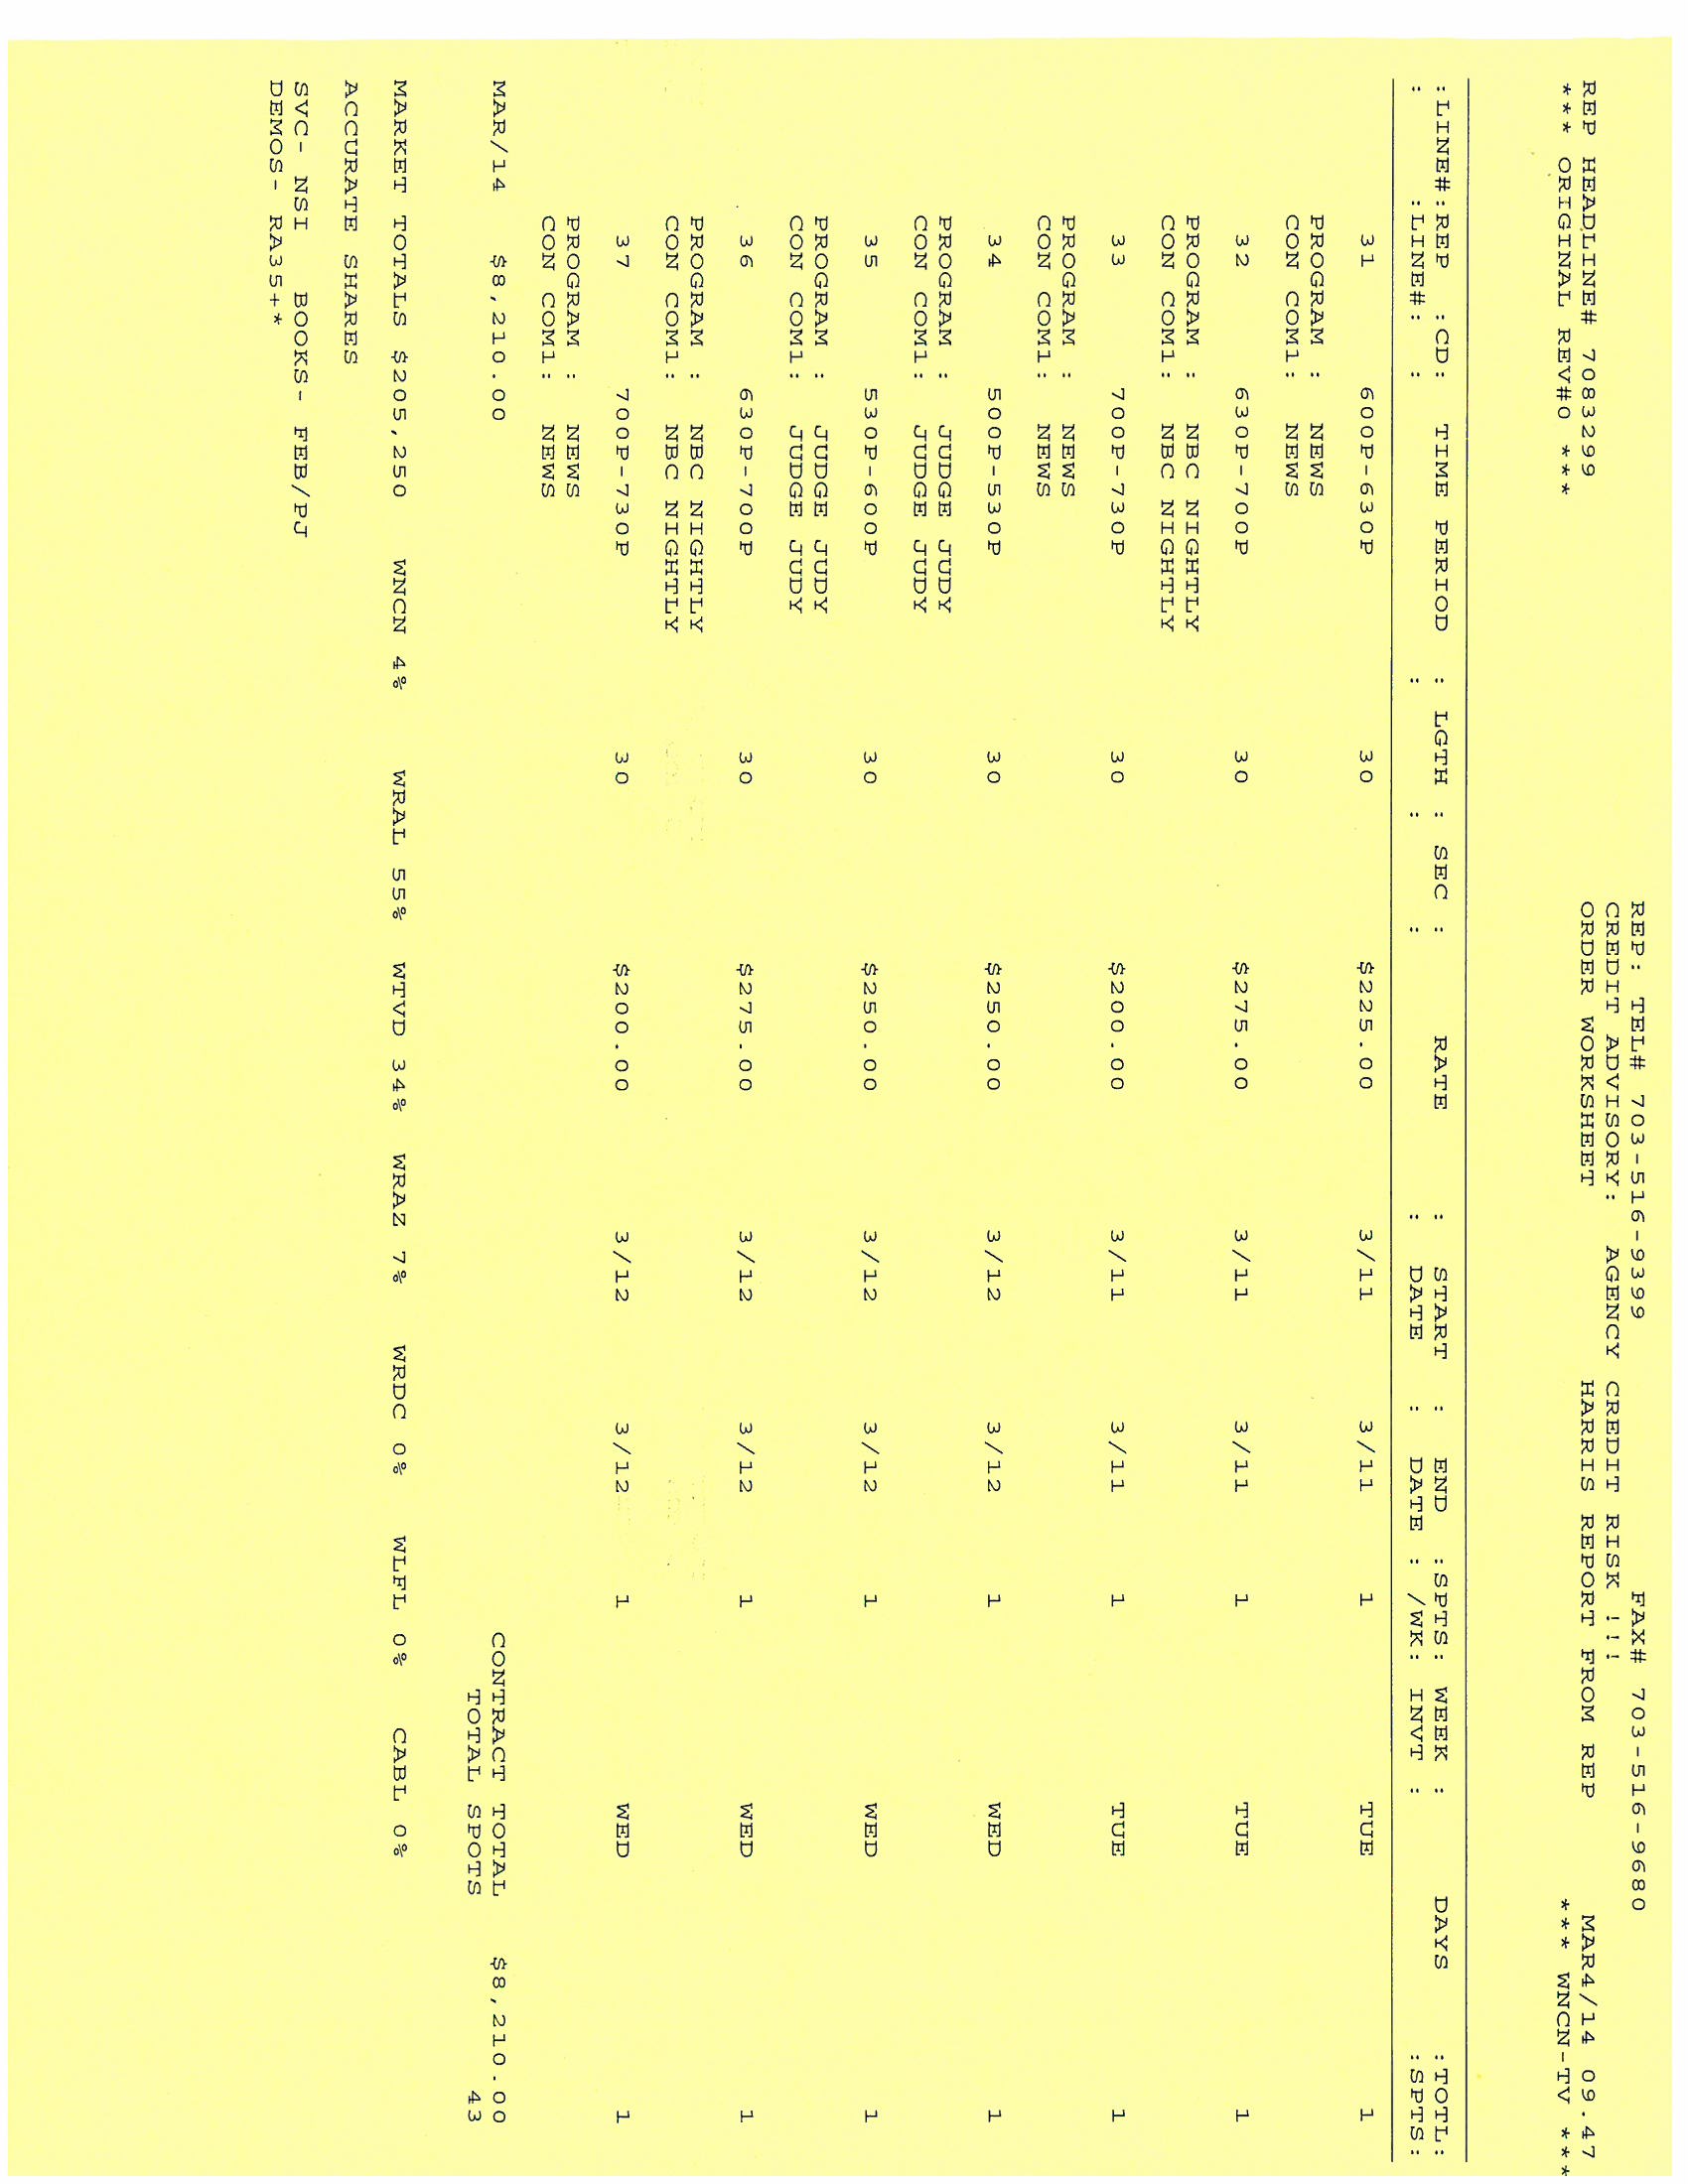 REP: TEL# 703-516-9399 FAX# 703-516-9680
CREDIT ADVISORY: AGENCY CREDIT RISK !!!
REP HEADLINE# 7083299 ORDER WORKSHEET HARRIS REPORT FROM REP MAR4/14 09.47
*** ORIGINAL REV#0 *** *** WNCN-TV ***
:LINE#:REP :CD: TIME PERIOD : LGTH : SEC : RATE : START : END :SPTS: WEEK : DAYS :TOTL:
: :LINE#: : : : : : DATE : DATE : /WK: INVT : :SPTS:
31 600P-630P 30 $225.00 3/11 3/11 1 TUE 1
PROGRAM : NEWS
CON COM1: NEWS
32 630P-700P 30 $275.00 3/11 3/11 1 TUE 1
PROGRAM : NBC NIGHTLY
CON COM1: NBC NIGHTLY
33 700P-730P 30 $200.00 3/11 3/11 1 TUE 1
PROGRAM : NEWS
CON COM1: NEWS
34 500P-530P 30 $250.00 3/12 3/12 1 WED 1
PROGRAM : JUDGE JUDY
CON COM1: JUDGE JUDY
35 530P-600P 30 $250.00 3/12 3/12 1 WED 1
PROGRAM : JUDGE JUDY
CON COM1: JUDGE JUDY
36 630P-700P 30 $275.00 3/12 3/12 1 WED 1
PROGRAM : NBC NIGHTLY
CON COM1: NBC NIGHTLY
37 700P-730P 30 $200.00 3/12 3/12 1 WED 1
PROGRAM : NEWS
CON COM1: NEWS
MAR/14 $8,210.00 CONTRACT TOTAL $8,210.00
TOTAL SPOTS 43
MARKET TOTALS $205,250 WNCN 4% WRAL 55% WTVD 34% WRAZ 7% WRDC 0% WLFL 0% CABL 0%
ACCURATE SHARES
SVC- NSI BOOKS- FEB/PJ
DEMOS- RA35+*